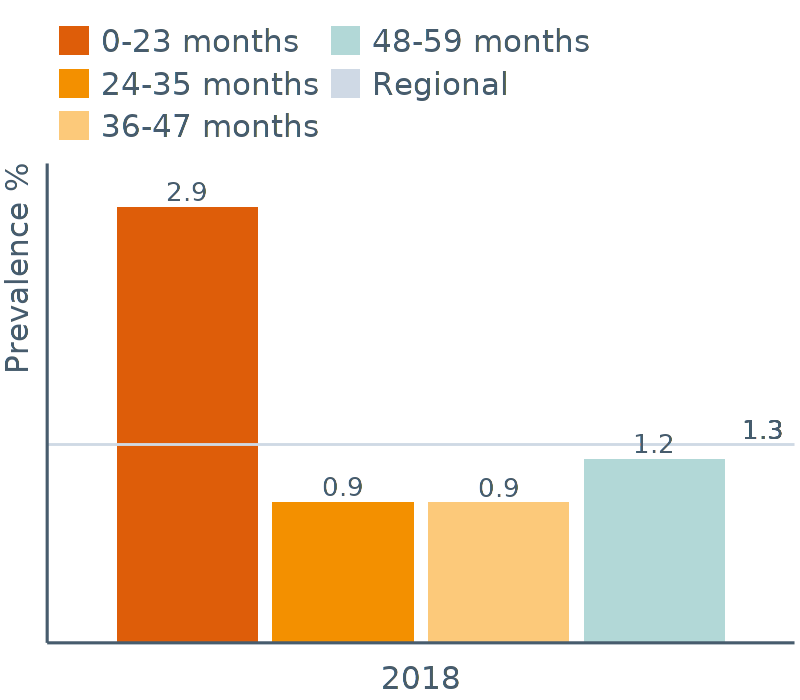 0-23 months
24-35 months
36-47 months
48-59 months
Regional
Prevalence %
2.9
0.9
0.9
1.2
1.3
2018